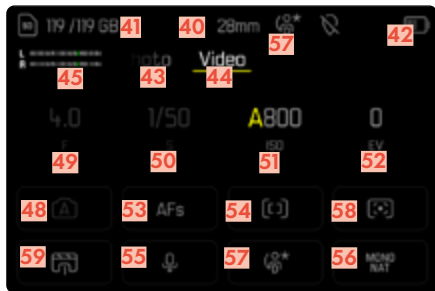 119 /119 GB 41 40 28mm 57 42
L
R 45 43 Photo 44 Video
4.0 1/50 A800 0
49 F 50 S 51 ISO 52 EV
48 A 53 AFs 54 58
59 55 57 56 MONO NAT